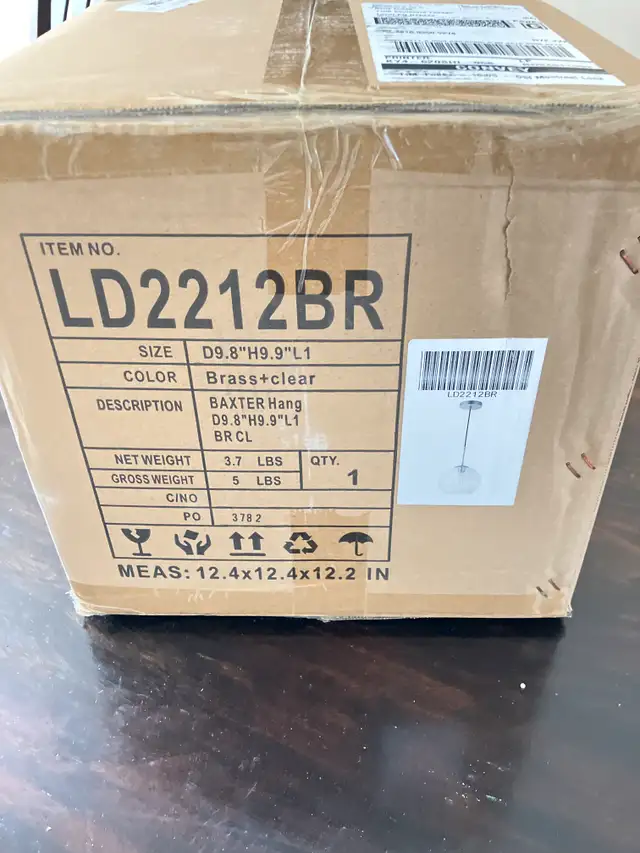 CONVEY
ITEM NO.
LD2212BR
SIZE D9.8"H9.9"L1
COLOR Brass+clear
DESCRIPTION BAXTER Hang
D9.8"H9.9"L1
BR CL
NET WEIGHT 3.7 LBS QTY.
GROSS WEIGHT 5 LBS 1
C/NO
PO 3782
MEAS: 12.4x12.4x12.2 IN
LD2212BR